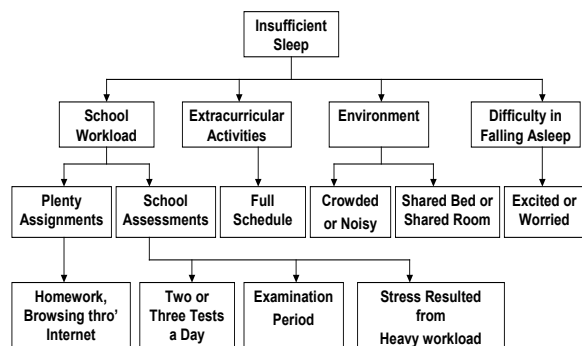 Insufficient
Sleep
School
Workload
Extracurricular
Activities
Environment
Difficulty in
Falling Asleep
Plenty
Assignments
School
Assessments
Full
Schedule
Crowded
or Noisy
Shared Bed or
Shared Room
Excited or
Worried
Homework,
Browsing thro'
Internet
Two or
Three Tests
a Day
Examination
Period
Stress Resulted
from
Heavy workload